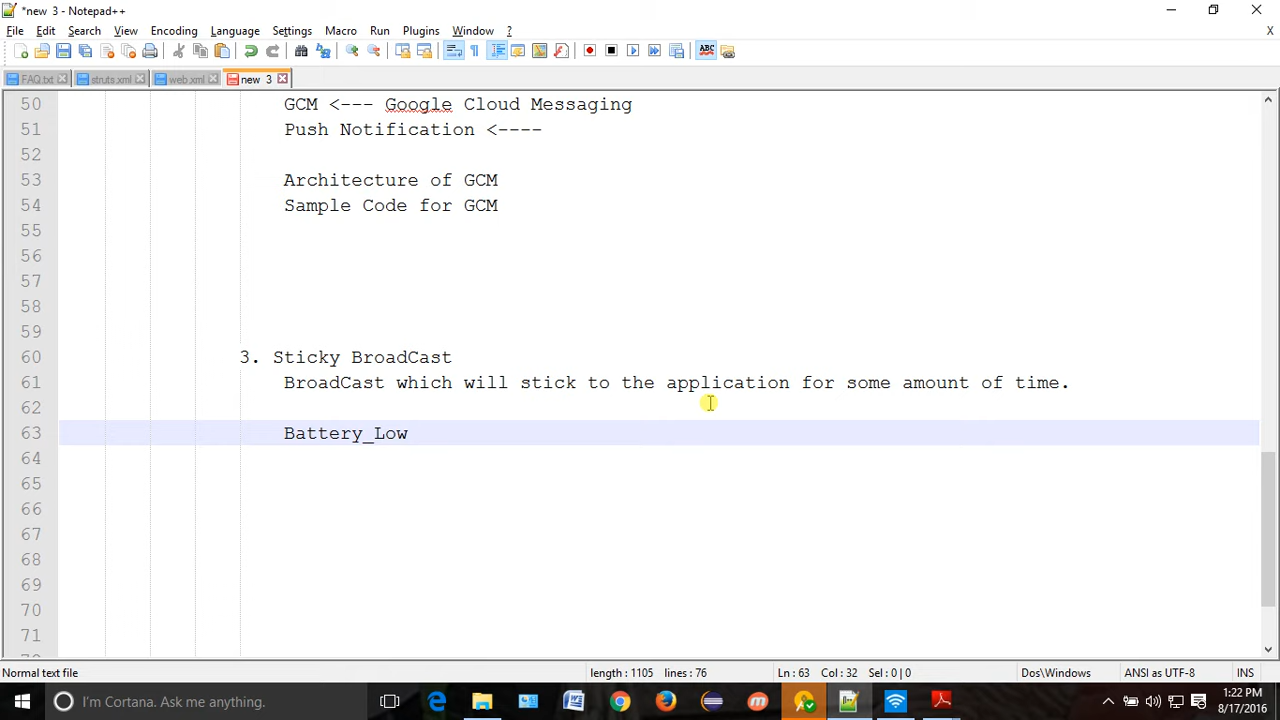 *new 3 - Notepad++
File Edit Search View Encoding Language Settings Macro Run Plugins Window ? X
ABC
FAQ.txt struts.xml web.xml new 3
50 GCM <--- Google Cloud Messaging
51 Push Notification <----
52
53 Architecture of GCM
54 Sample Code for GCM
55
56
57
58
59
60 3. Sticky BroadCast
61 BroadCast which will stick to the application for some amount of time.
62
63 Battery_Low
64
65
66
67
68
69
70
71
Normal text file length : 1105 lines : 76 Ln : 63 Col : 32 Sel : 0 | 0 Dos\Windows ANSI as UTF-8 INS
I'm Cortana. Ask me anything. 1:22 PM
8/17/2016